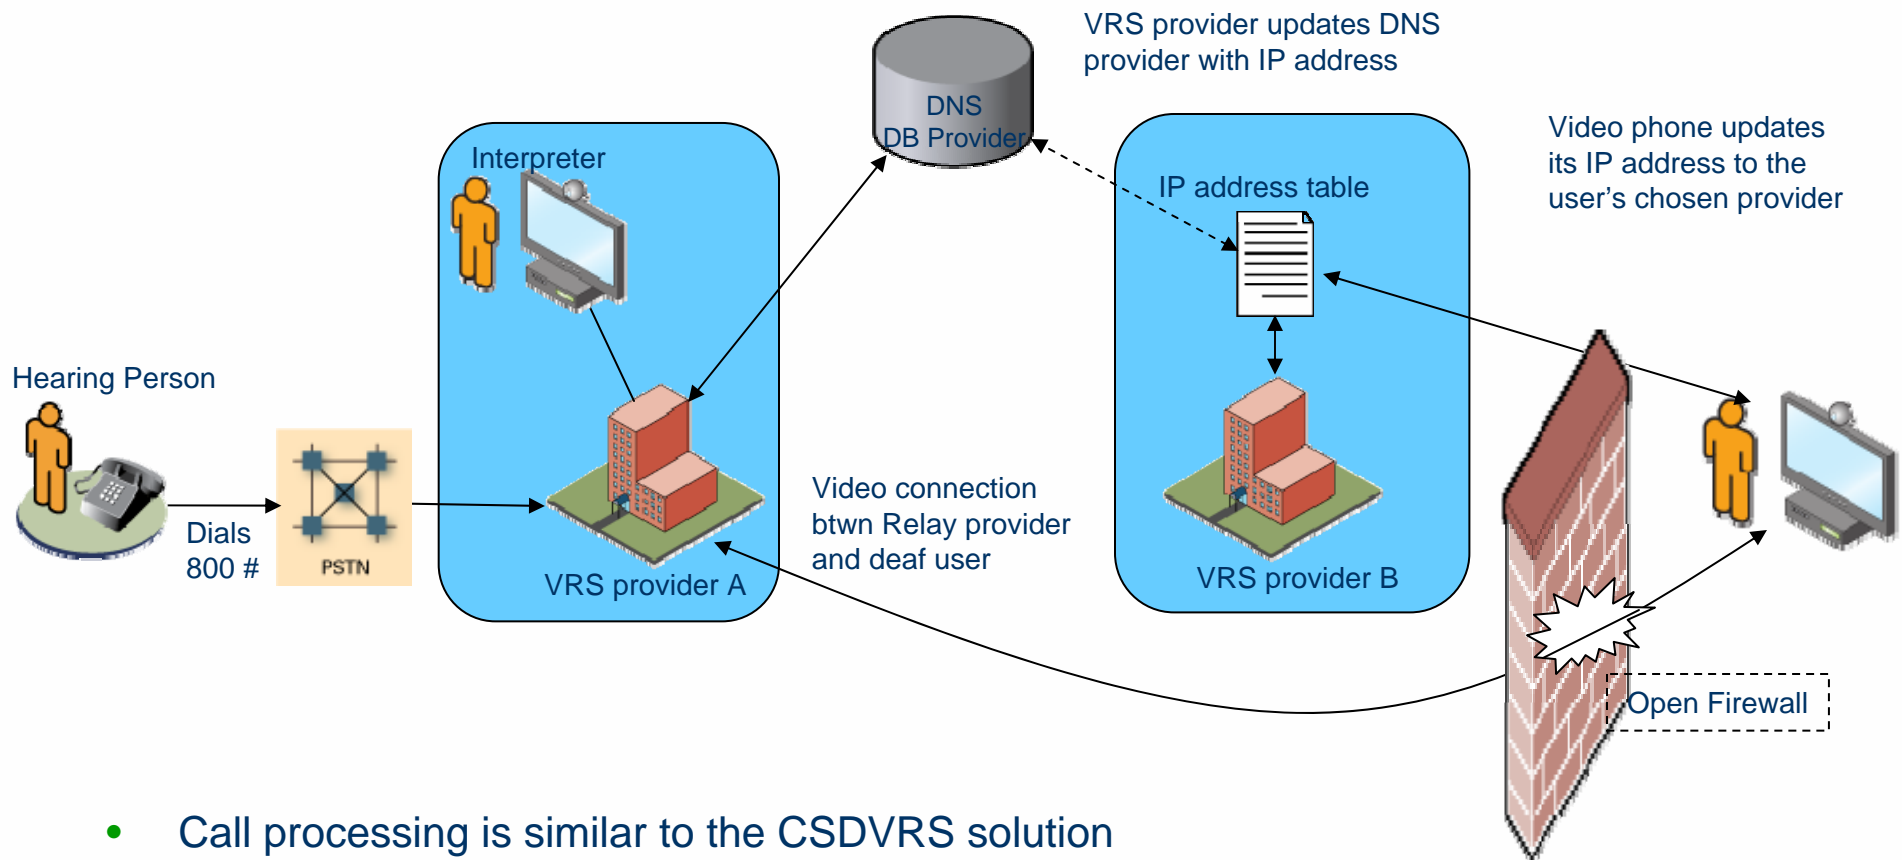 VRS provider updates DNS
provider with IP address
DNS
DB Provider
Video phone updates
its IP address to the
user's chosen provider
Interpreter
IP address table
Hearing Person
Dials
800 #
PSTN
VRS provider A
Video connection
btwn Relay provider
and deaf user
VRS provider B
Open Firewall
• Call processing is similar to the CSDVRS solution